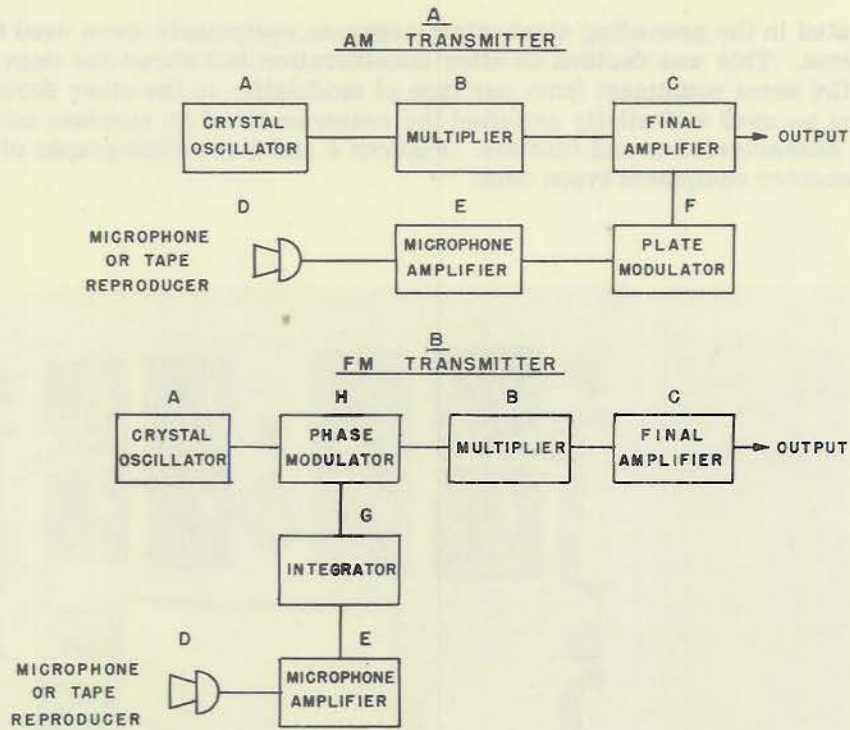 A
AM TRANSMITTER
A B C
CRYSTAL OSCILLATOR
MULTIPLIER
FINAL AMPLIFIER
OUTPUT
D E F
MICROPHONE OR TAPE REPRODUCER
MICROPHONE AMPLIFIER
PLATE MODULATOR
B
FM TRANSMITTER
A H B C
CRYSTAL OSCILLATOR
PHASE MODULATOR
MULTIPLIER
FINAL AMPLIFIER
OUTPUT
G
INTEGRATOR
D E
MICROPHONE OR TAPE REPRODUCER
MICROPHONE AMPLIFIER